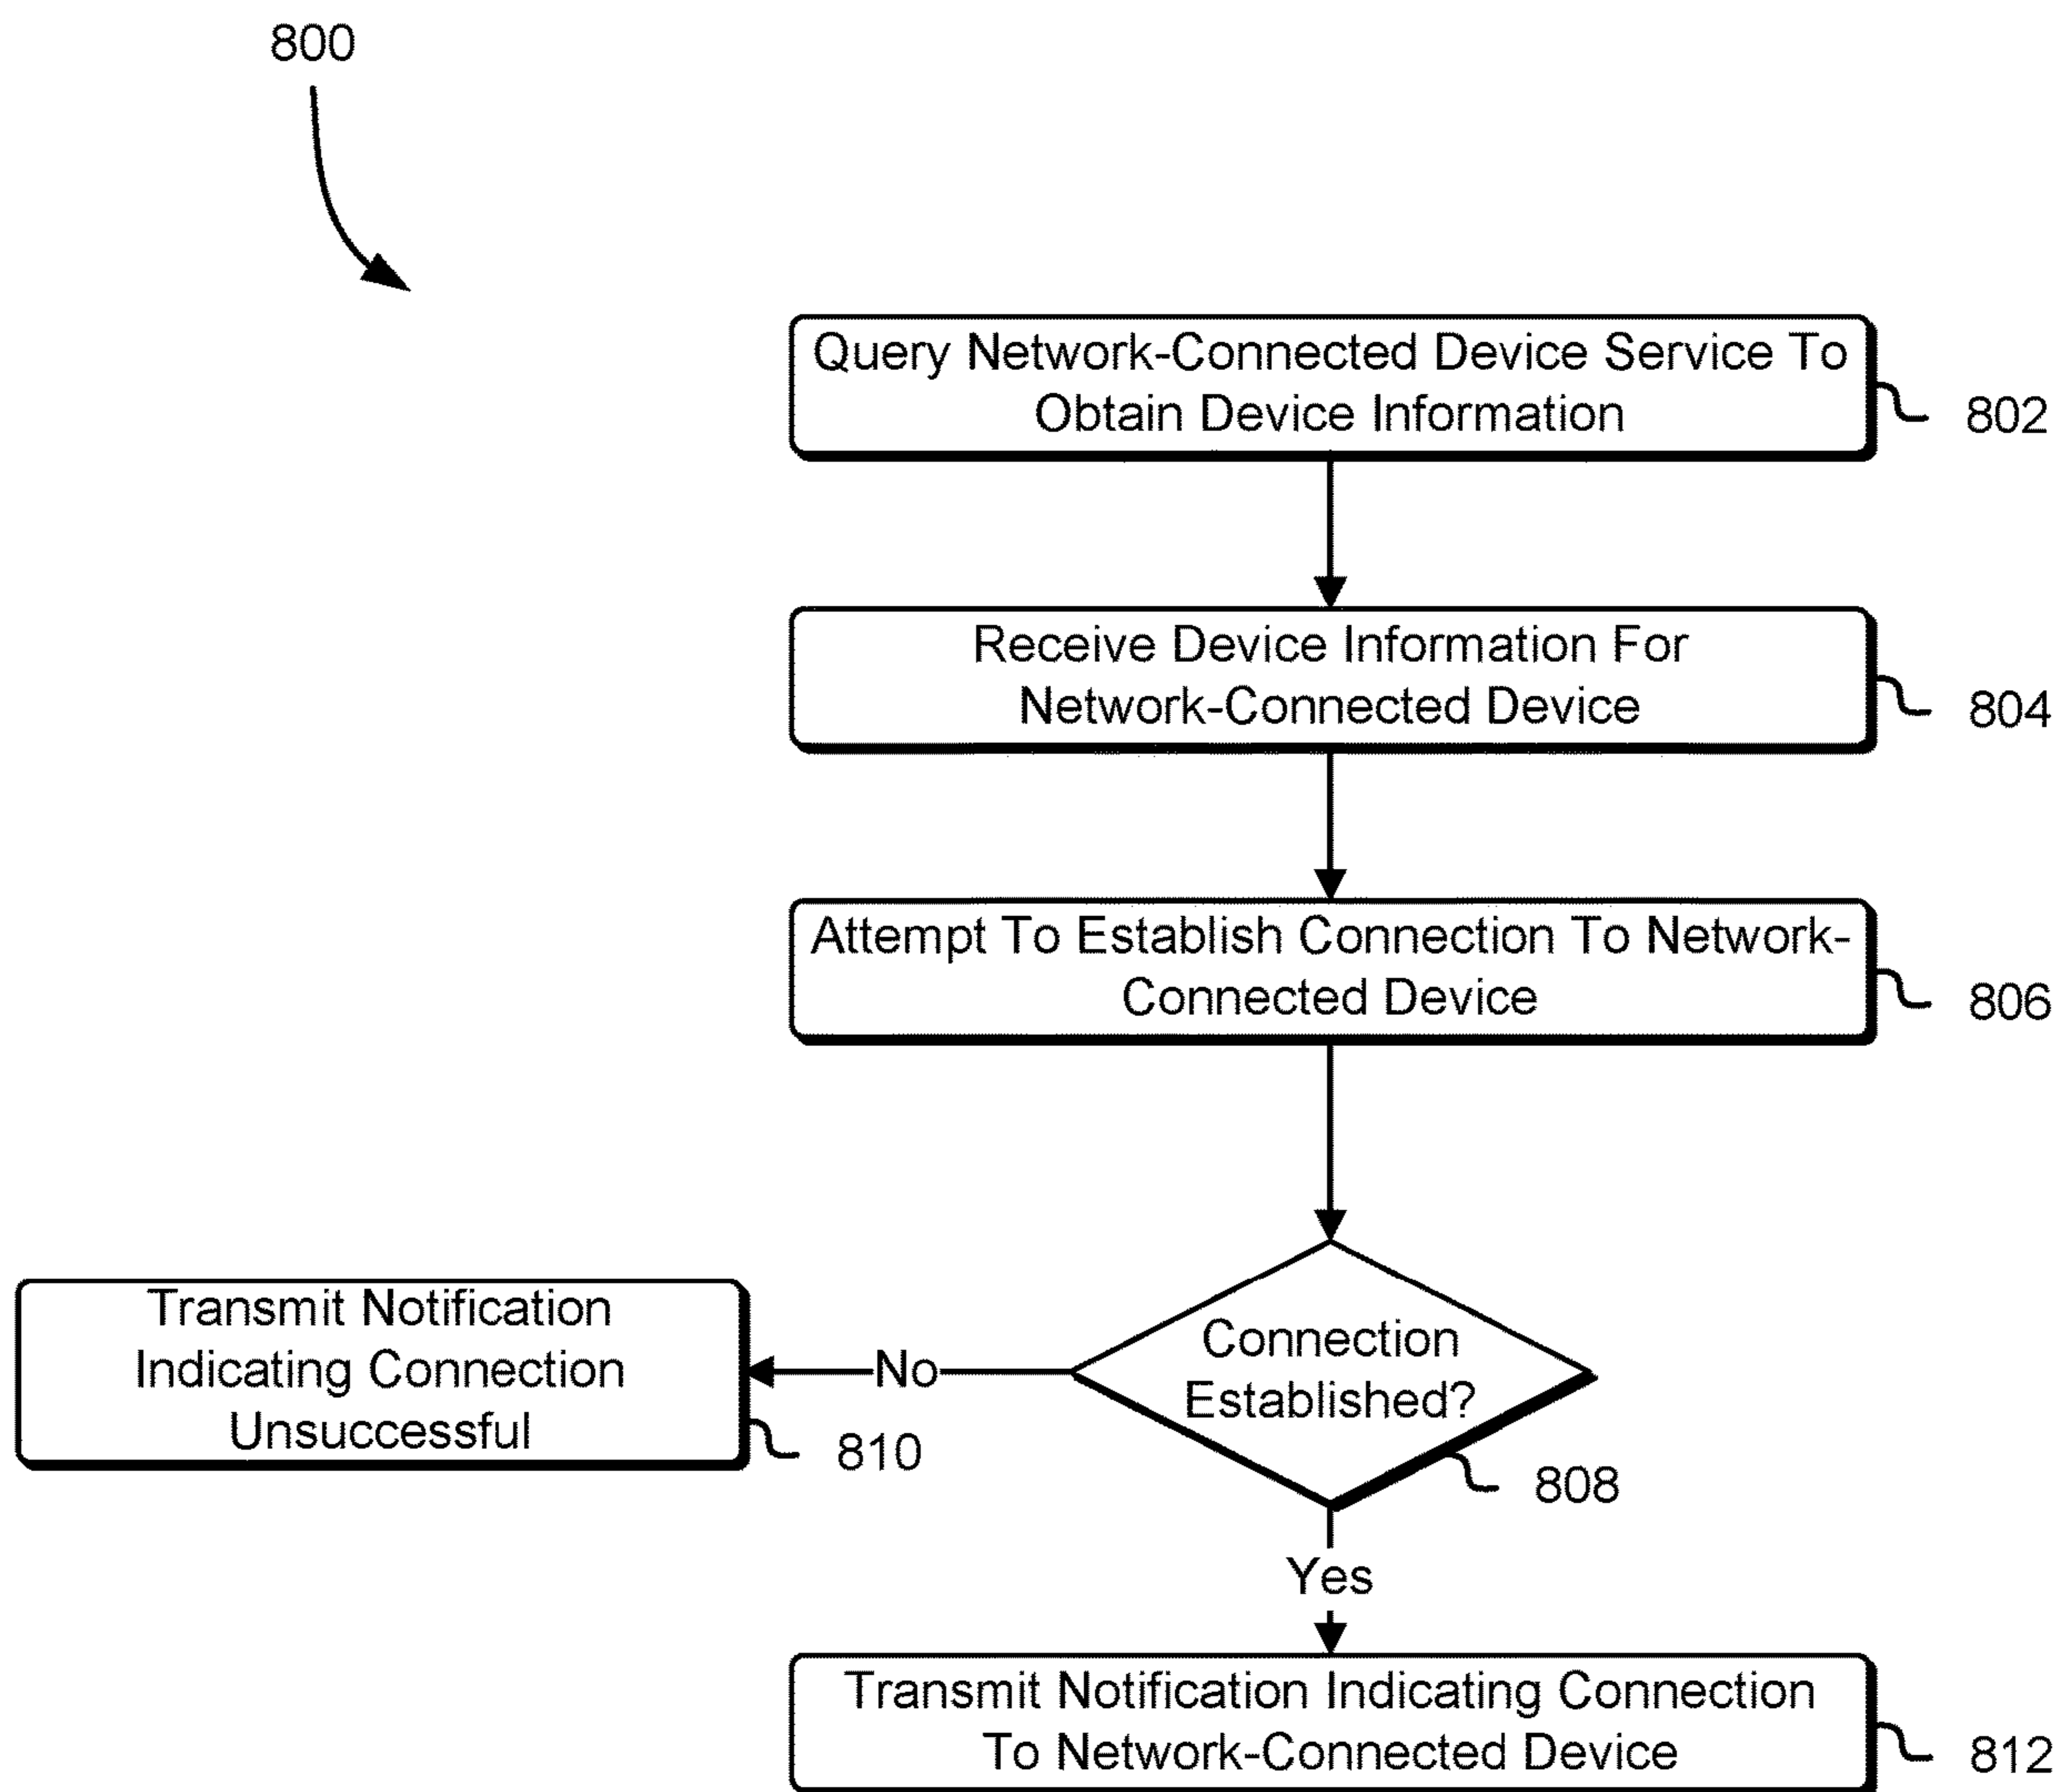 800
Query Network-Connected Device Service To
Obtain Device Information
802
Receive Device Information For
Network-Connected Device
804
Attempt To Establish Connection To Network-
Connected Device
806
Connection
Established?
808
No
Transmit Notification
Indicating Connection
Unsuccessful
810
Yes
Transmit Notification Indicating Connection
To Network-Connected Device
812